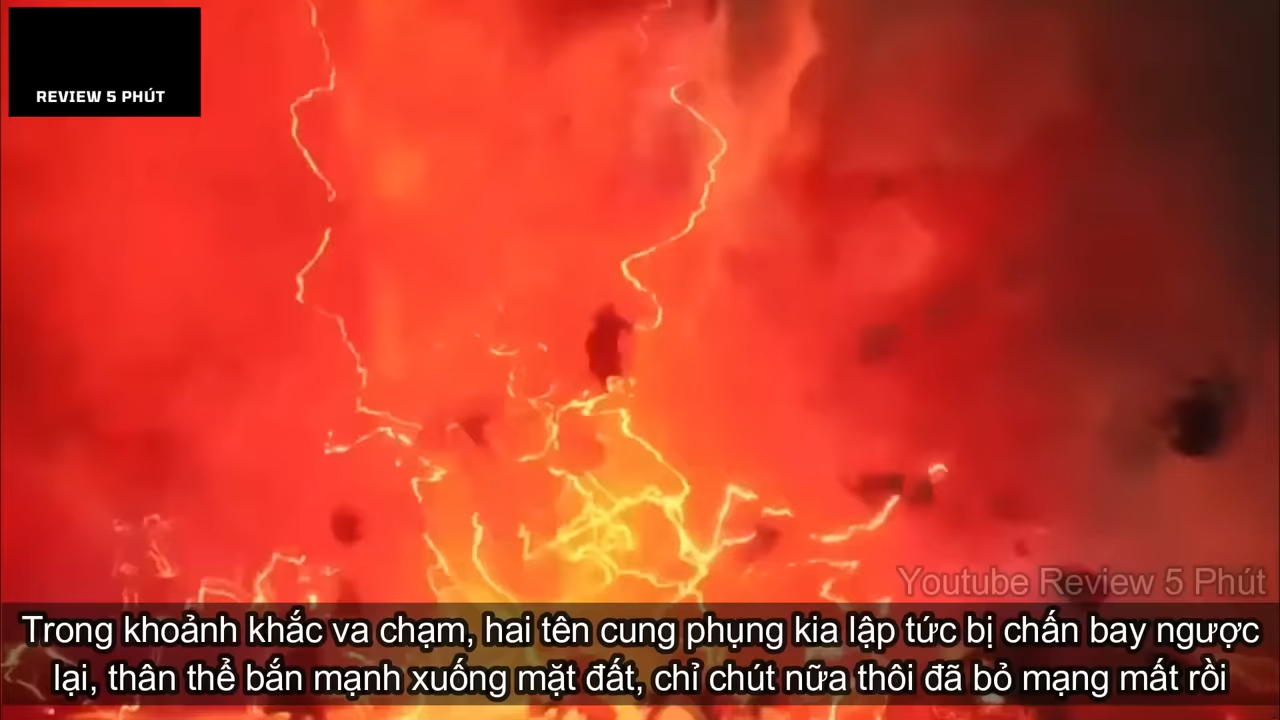 REVIEW 5 PHÚT
Youtube Review 5 Phút
Trong khoảnh khắc va chạm, hai tên cung phụng kia lập tức bị chấn bay ngược
lại, thân thể bắn mạnh xuống mặt đất, chỉ chút nữa thôi đã bỏ mạng mất rồi